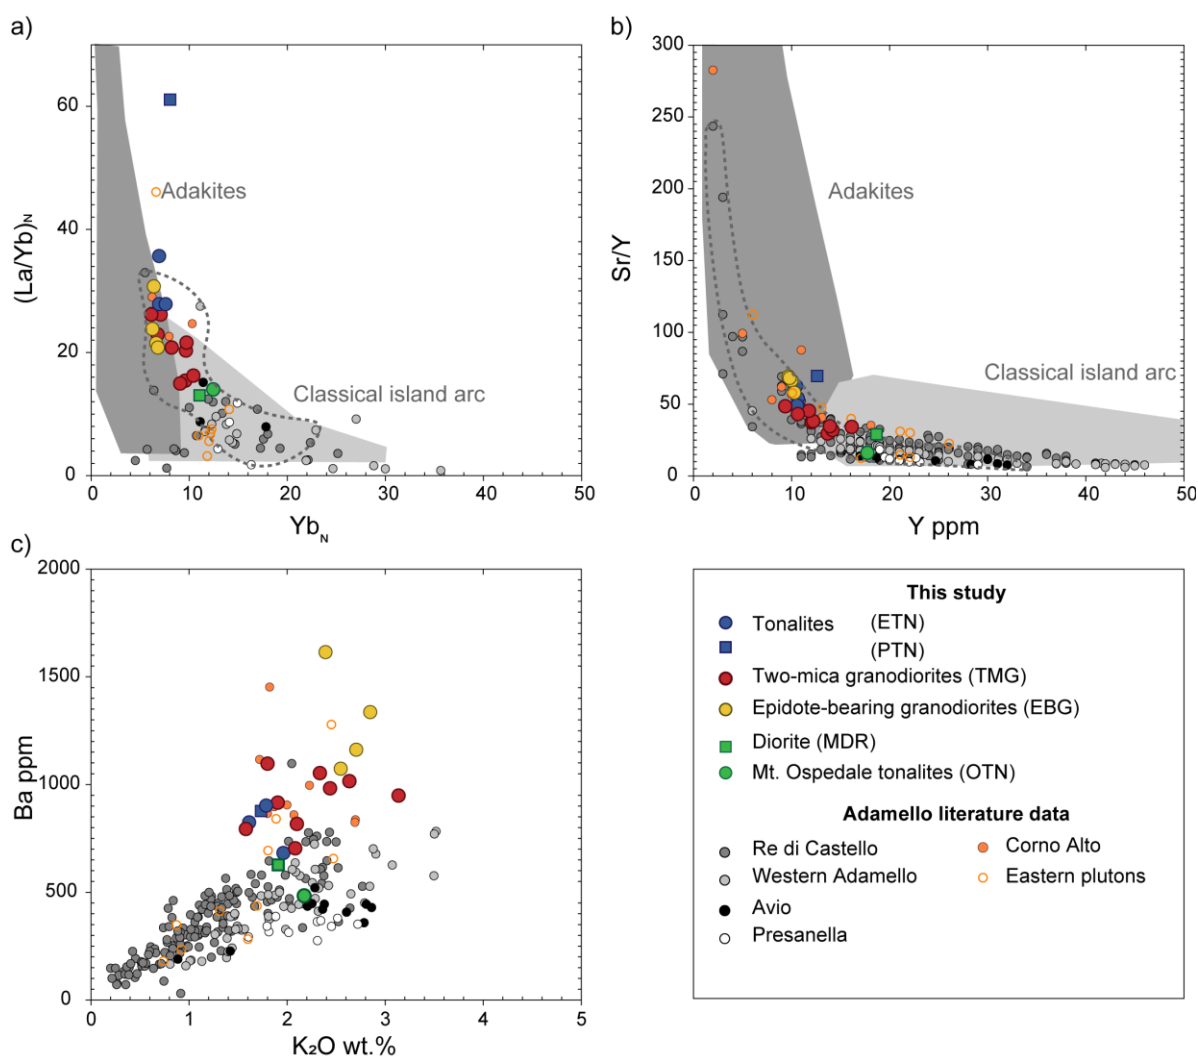 a)
(La/Yb)N
60
40
20
0
Adakites
Classical island arc
0
10
20
30
40
50
YbN
b)
Sr/Y
300
250
200
150
100
50
0
Adakites
Classical island arc
0
10
20
30
40
50
Y ppm
c)
Ba ppm
2000
1500
1000
500
0
0
1
2
3
4
5
K₂O wt.%
This study
Tonalites (ETN)
(PTN)
Two-mica granodiorites (TMG)
Epidote-bearing granodiorites (EBG)
Diorite (MDR)
Mt. Ospedale tonalites (OTN)
Adamello literature data
Re di Castello
Western Adamello
Avio
Presanella
Corno Alto
Eastern plutons